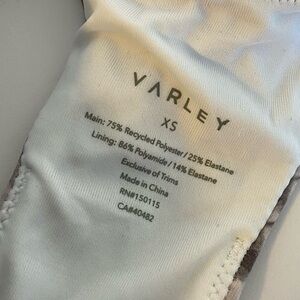 VARLEY
XS
Main: 75% Recycled Polyester / 25% Elastane
Lining: 86% Polyamide / 14% Elastane
Exclusive of Trims
Made in China
RN#150115
CA#40482